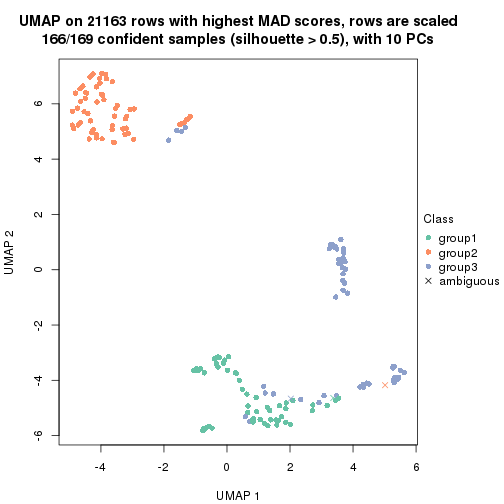 UMAP on 21163 rows with highest MAD scores, rows are scaled
166/169 confident samples (silhouette > 0.5), with 10 PCs
6
4
2
0
-2
-4
-6
UMAP 2
-4
-2
0
2
4
6
UMAP 1
Class
group1
group2
group3
ambiguous